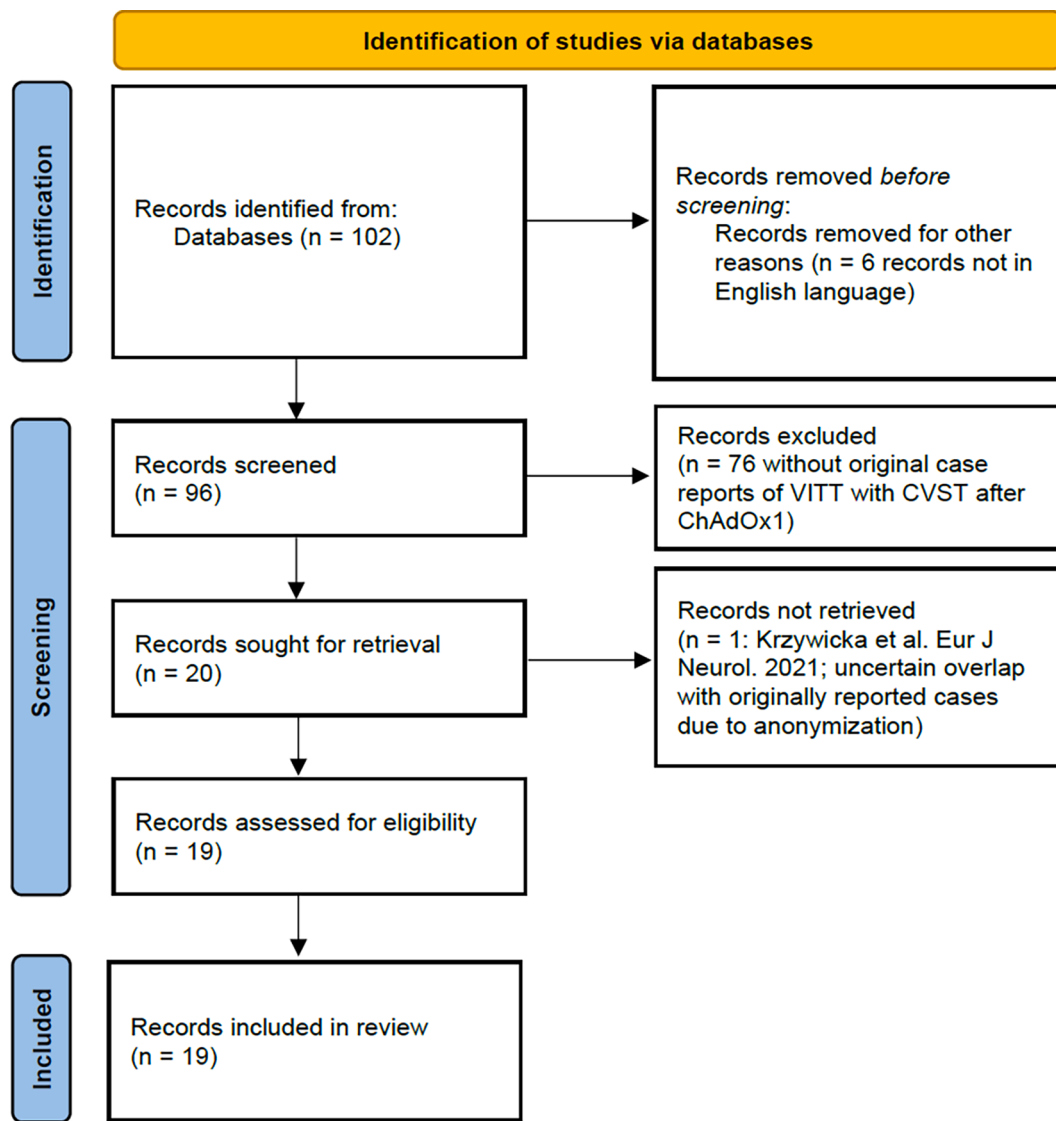 Identification of studies via databases
Identification
Records identified from:
Databases (n = 102)
Records removed before
screening:
Records removed for other
reasons (n = 6 records not in
English language)
Screening
Records screened
(n = 96)
Records excluded
(n = 76 without original case
reports of VITT with CVST after
ChAdOx1)
Records sought for retrieval
(n = 20)
Records not retrieved
(n = 1: Krzywicka et al. Eur J
Neurol. 2021; uncertain overlap
with originally reported cases
due to anonymization)
Records assessed for eligibility
(n = 19)
Included
Records included in review
(n = 19)